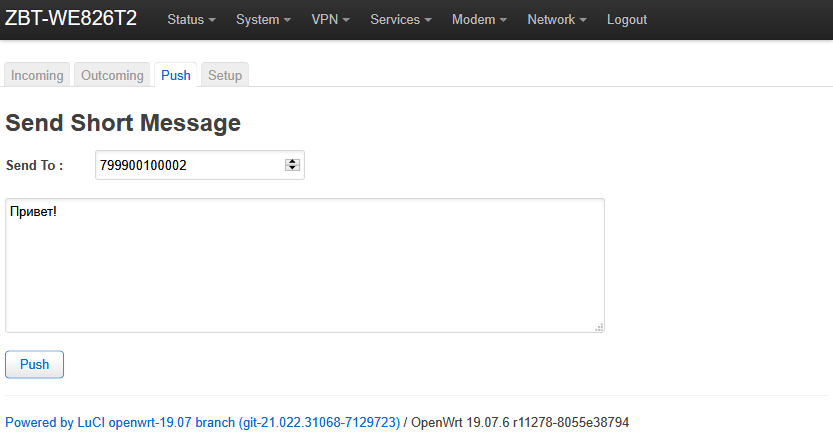 ZBT-WE826T2 Status System VPN Services Modem Network Logout
Incoming Outcoming Push Setup
Send Short Message
Send To : 799900100002
Привет!
Push
Powered by LuCI openwrt-19.07 branch (git-21.022.31068-7129723) / OpenWrt 19.07.6 r11278-8055e38794